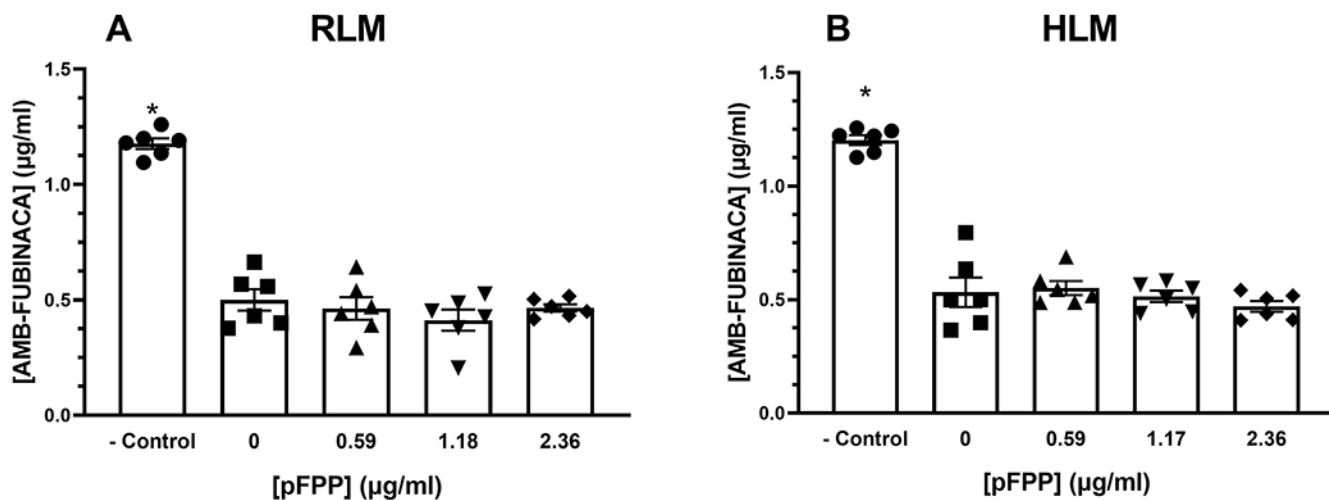 A RLM
[AMB-FUBINACA] (µg/ml)
1.5
*
1.0
0.5
0.0
- Control 0 0.59 1.18 2.36
[pFPP] (µg/ml)
B HLM
[AMB-FUBINACA] (µg/ml)
1.5
*
1.0
0.5
0.0
- Control 0 0.59 1.17 2.36
[pFPP] (µg/ml)